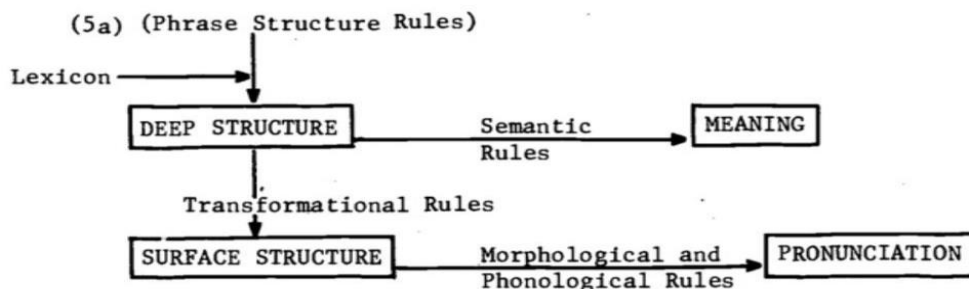 (5a) (Phrase Structure Rules)
Lexicon
DEEP STRUCTURE
Semantic
Rules
MEANING
Transformational Rules
SURFACE STRUCTURE
Morphological and
Phonological Rules
PRONUNCIATION